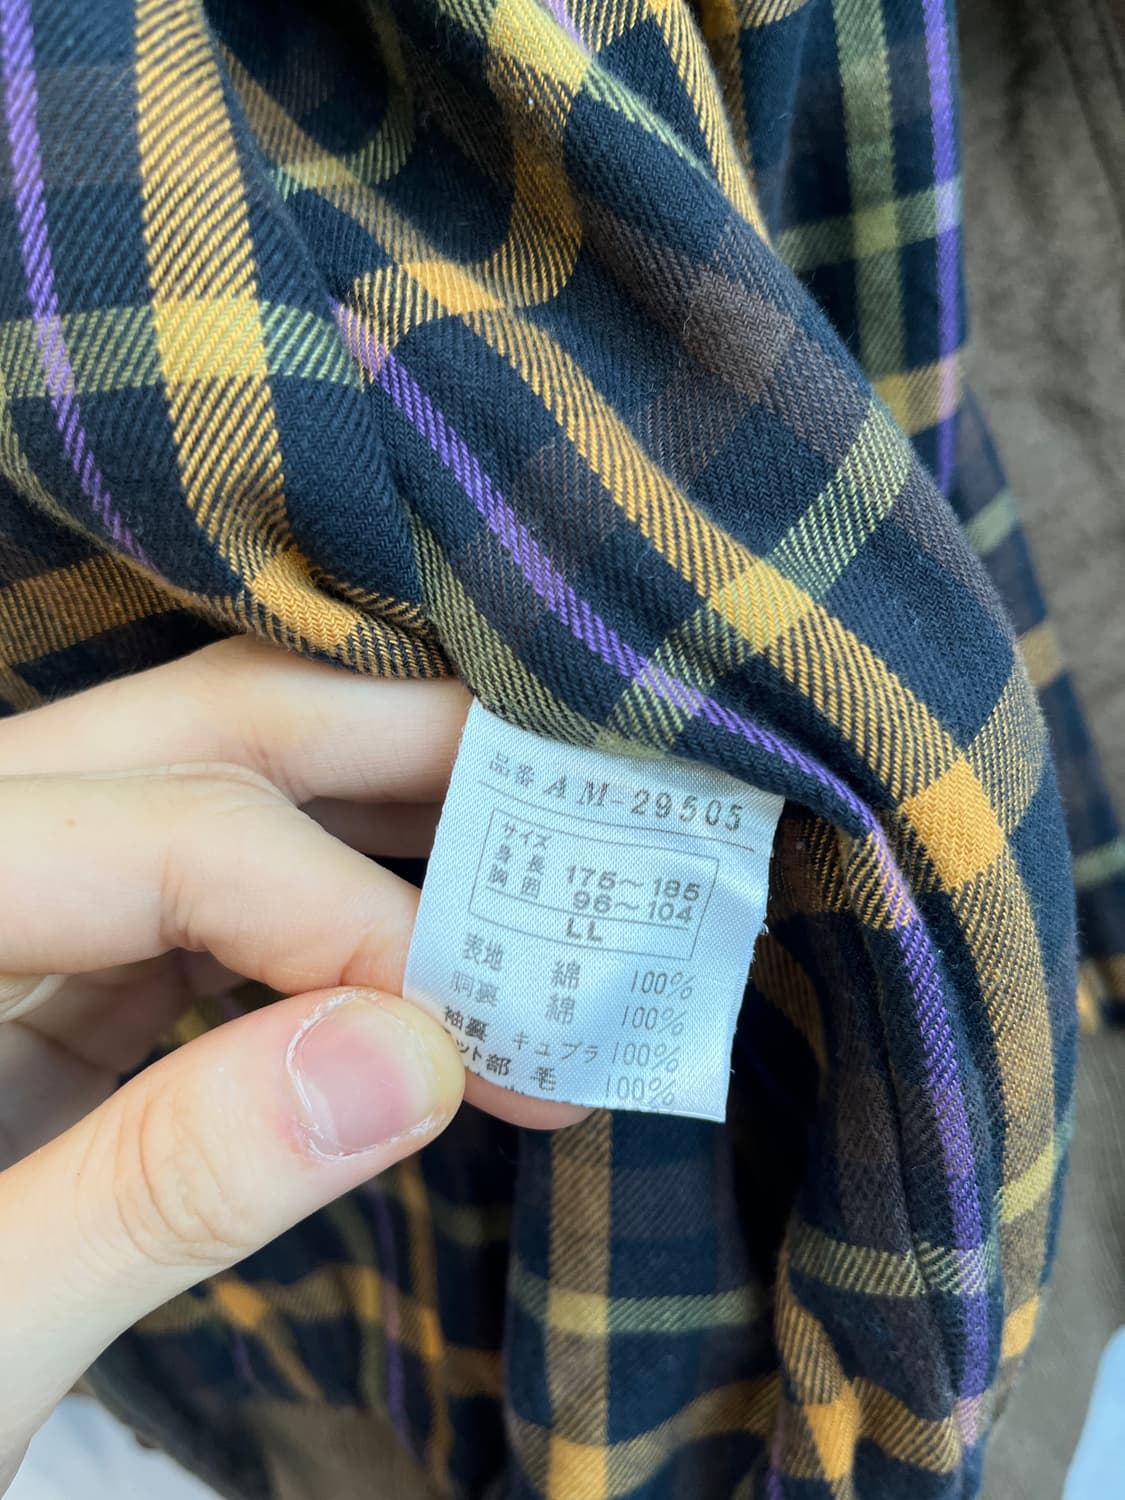 品番 AM-29505
サイズ
身長 175～185
胸囲 96～104
LL
表地 綿 100%
胴裏 綿 100%
袖裏 キュプラ 100%
ット部 毛 100%